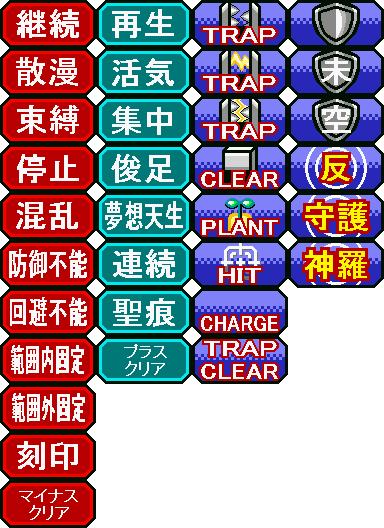 継続 再生 TRAP
散漫 活気 TRAP 未
束縛 集中 TRAP 空
停止 俊足 CLEAR 反
混乱 夢想天生 PLANT 守護
防御不能 連続 HIT 神羅
回避不能 聖痕 CHARGE
範囲内固定 プラス
クリア TRAP
CLEAR
範囲外固定
刻印
マイナス
クリア